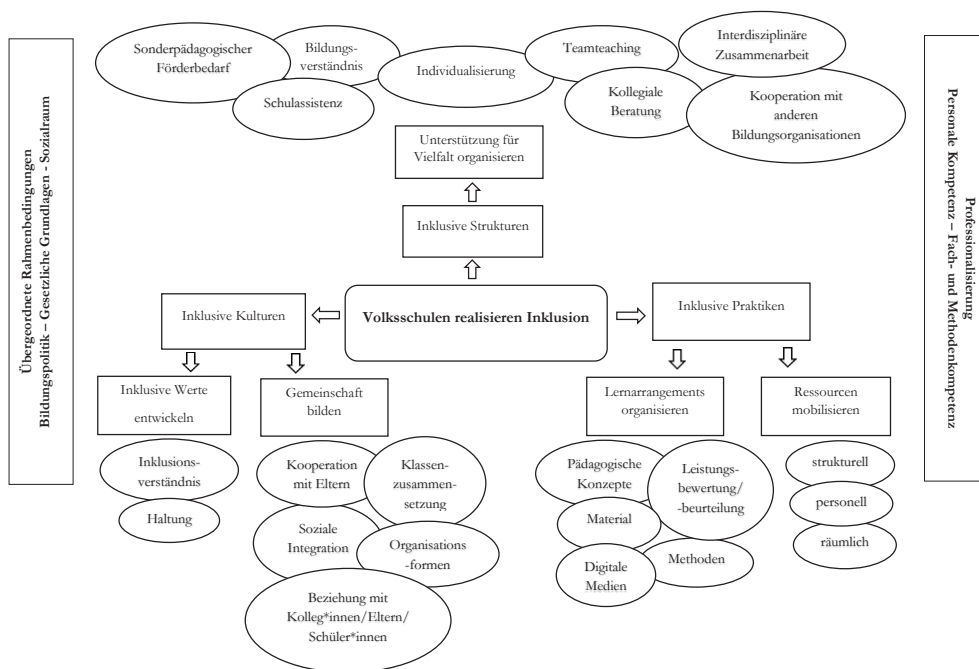 Übergeordnete Rahmenbedingungen
Bildungspolitik – Gesetzliche Grundlagen - Sozialraum
Sonderpädagogischer
Förderbedarf
Bildungs-
verständnis
Schulassistenz
Individualisierung
Teamteaching
Kollegiale
Beratung
Interdisziplinäre
Zusammenarbeit
Kooperation mit
anderen
Bildungsorganisationen
Unterstützung für
Vielfalt organisieren
Inklusive Strukturen
Inklusive Kulturen
Volksschulen realisieren Inklusion
Inklusive Praktiken
Inklusive Werte
entwickeln
Gemeinschaft
bilden
Lernarrangements
organisieren
Ressourcen
mobilisieren
Inklusions-
verständnis
Haltung
Kooperation
mit Eltern
Klassen-
zusammen-
setzung
Soziale
Integration
Organisations
-formen
Beziehung mit
Kolleg*innen/Eltern/
Schüler*innen
Pädagogische
Konzepte
Leistungs-
bewertung/
-beurteilung
Material
Digitale
Medien
Methoden
strukturell
personell
räumlich
Professionalisierung
Personale Kompetenz – Fach- und Methodenkompetenz